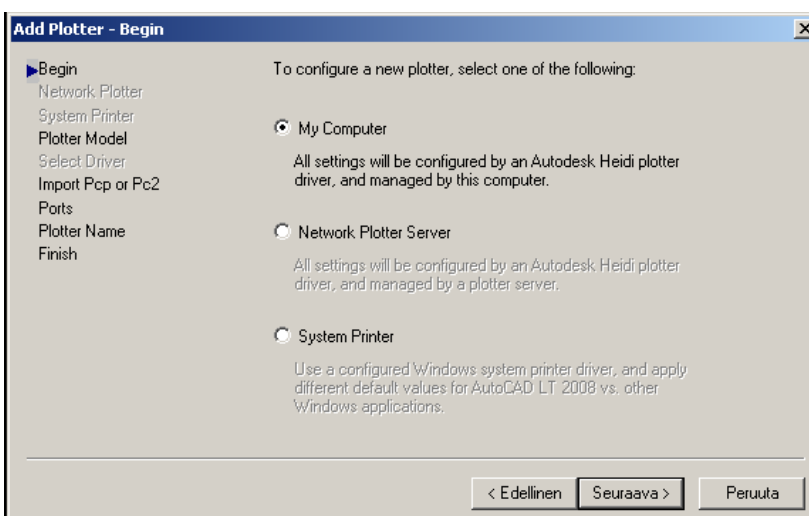 Add Plotter - Begin
Begin
Network Plotter
System Printer
Plotter Model
Select Driver
Import Pcp or Pc2
Ports
Plotter Name
Finish
To configure a new plotter, select one of the following:
My Computer
All settings will be configured by an Autodesk Heidi plotter
driver, and managed by this computer.
Network Plotter Server
All settings will be configured by an Autodesk Heidi plotter
driver, and managed by a plotter server.
System Printer
Use a configured Windows system printer driver, and apply
different default values for AutoCAD LT 2008 vs. other
Windows applications.
< Edellinen
Seuraava >
Peruuta